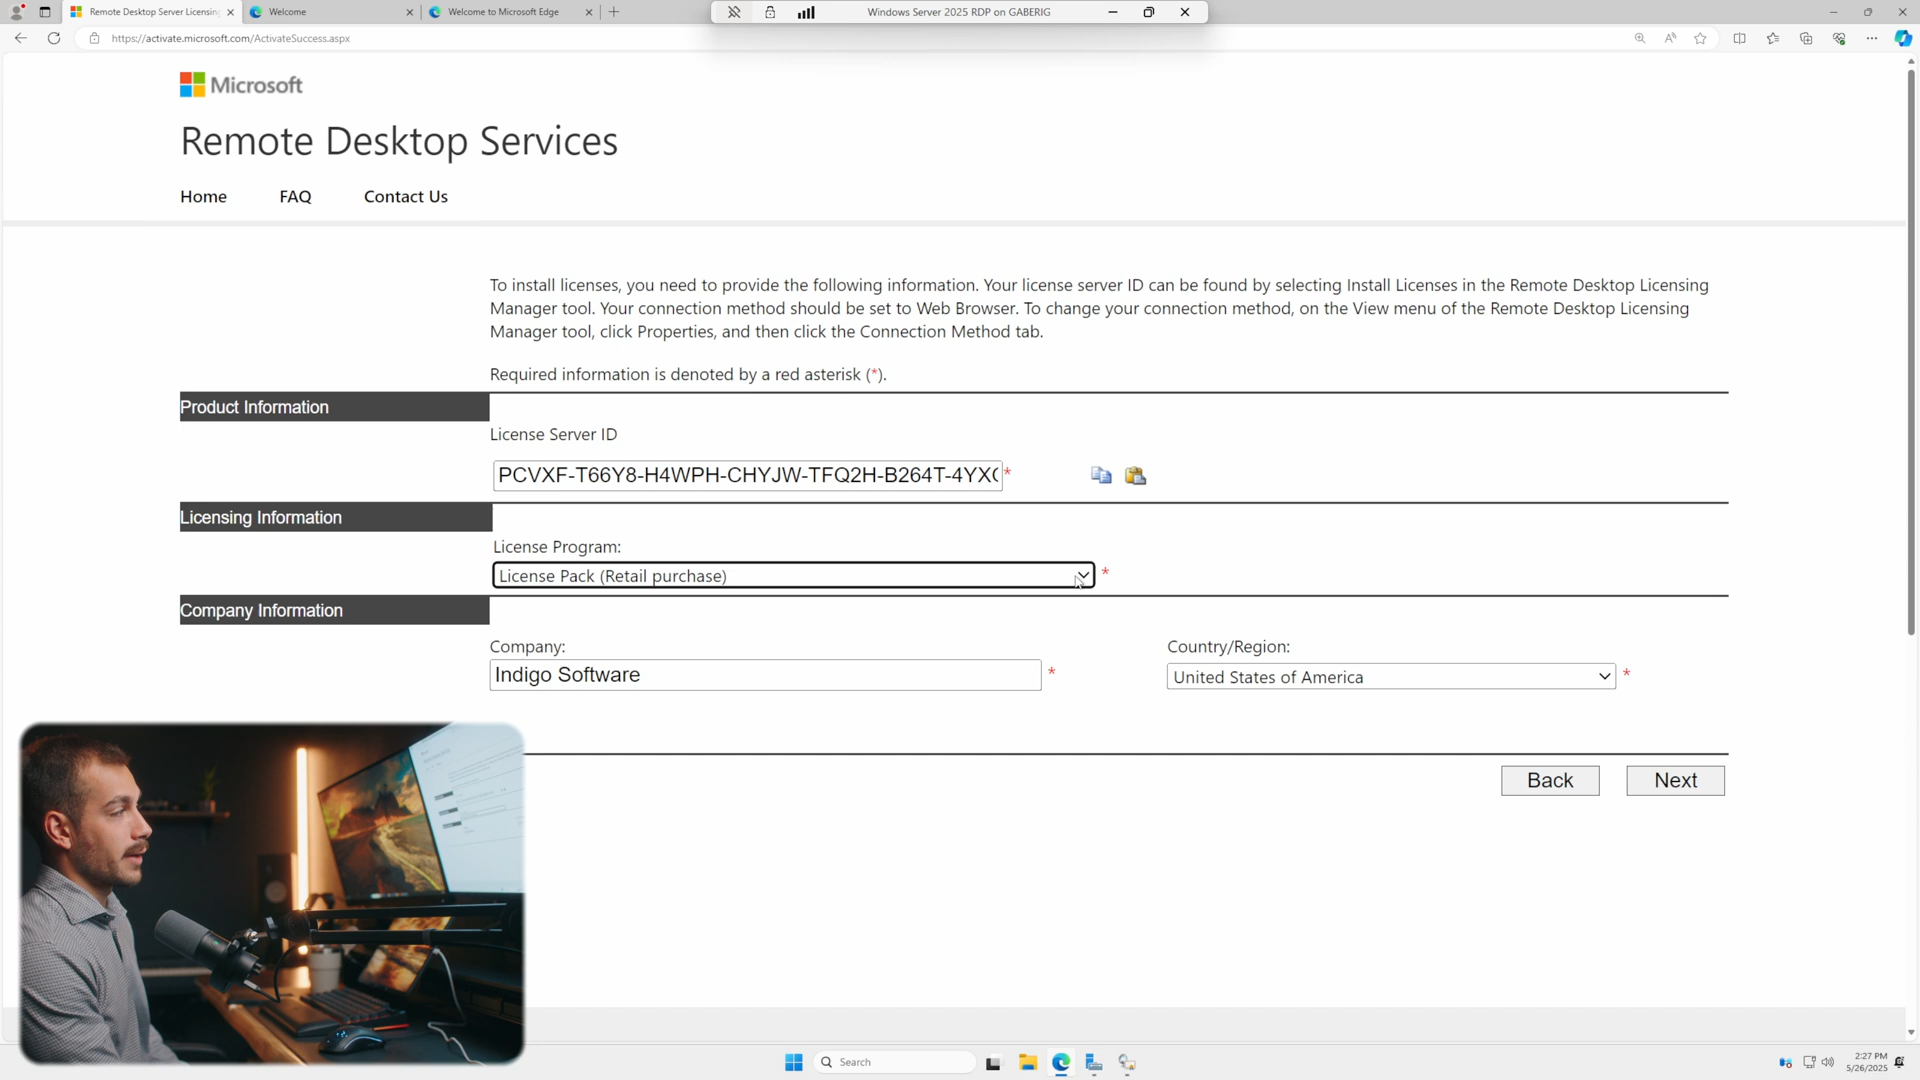 Remote Desktop Server Licensing
Welcome
Welcome to Microsoft Edge
Windows Server 2025 RDP on GABERIG
https://activate.microsoft.com/ActivateSuccess.aspx
Microsoft
Remote Desktop Services
Home FAQ Contact Us
To install licenses, you need to provide the following information. Your license server ID can be found by selecting Install Licenses in the Remote Desktop Licensing
Manager tool. Your connection method should be set to Web Browser. To change your connection method, on the View menu of the Remote Desktop Licensing
Manager tool, click Properties, and then click the Connection Method tab.
Required information is denoted by a red asterisk (*).
Product Information
License Server ID
PCVXF-T66Y8-H4WPH-CHYJW-TFQ2H-B264T-4YX *
Licensing Information
License Program:
License Pack (Retail purchase) *
Company Information
Company: Country/Region:
Indigo Software * United States of America *
Back Next
Search
2:27 PM
5/26/2025